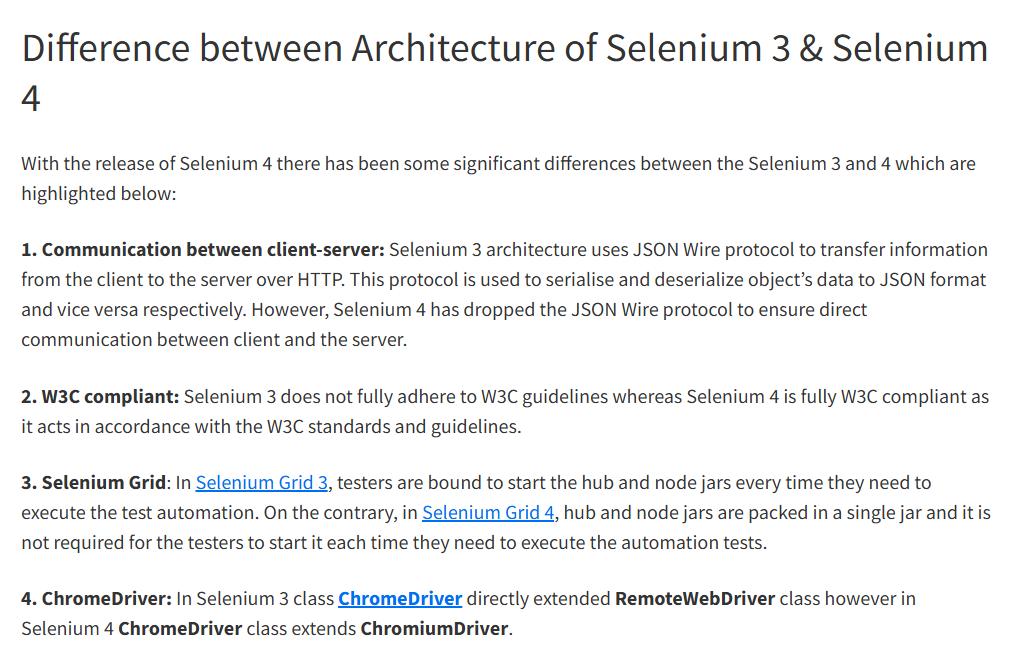 Difference between Architecture of Selenium 3 & Selenium
4
With the release of Selenium 4 there has been some significant differences between the Selenium 3 and 4 which are
highlighted below:
1. Communication between client-server: Selenium 3 architecture uses JSON Wire protocol to transfer information
from the client to the server over HTTP. This protocol is used to serialise and deserialize object’s data to JSON format
and vice versa respectively. However, Selenium 4 has dropped the JSON Wire protocol to ensure direct
communication between client and the server.
2. W3C compliant: Selenium 3 does not fully adhere to W3C guidelines whereas Selenium 4 is fully W3C compliant as
it acts in accordance with the W3C standards and guidelines.
3. Selenium Grid: In Selenium Grid 3, testers are bound to start the hub and node jars every time they need to
execute the test automation. On the contrary, in Selenium Grid 4, hub and node jars are packed in a single jar and it is
not required for the testers to start it each time they need to execute the automation tests.
4. ChromeDriver: In Selenium 3 class ChromeDriver directly extended RemoteWebDriver class however in
Selenium 4 ChromeDriver class extends ChromiumDriver.